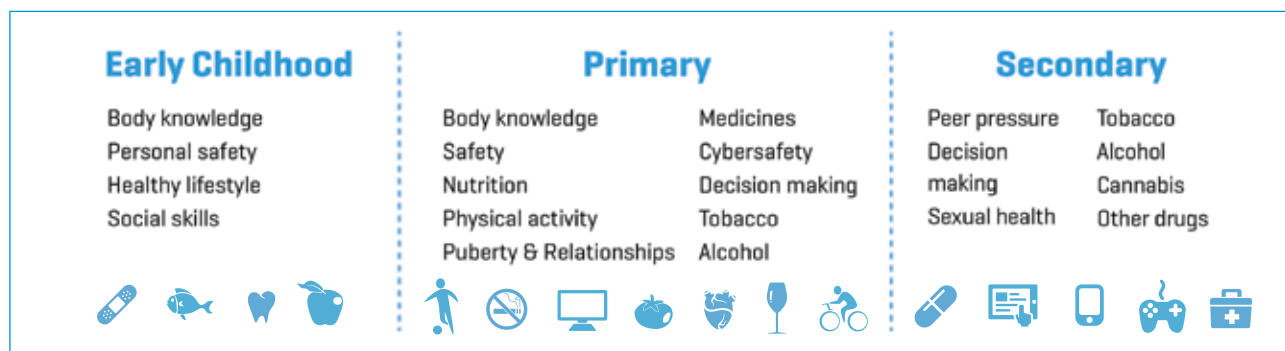 Early Childhood
Body knowledge
Personal safety
Healthy lifestyle
Social skills
Primary
Body knowledge
Safety
Nutrition
Physical activity
Puberty & Relationships
Medicines
Cybersafety
Decision making
Tobacco
Alcohol
Secondary
Peer pressure
Decision
making
Sexual health
Tobacco
Alcohol
Cannabis
Other drugs